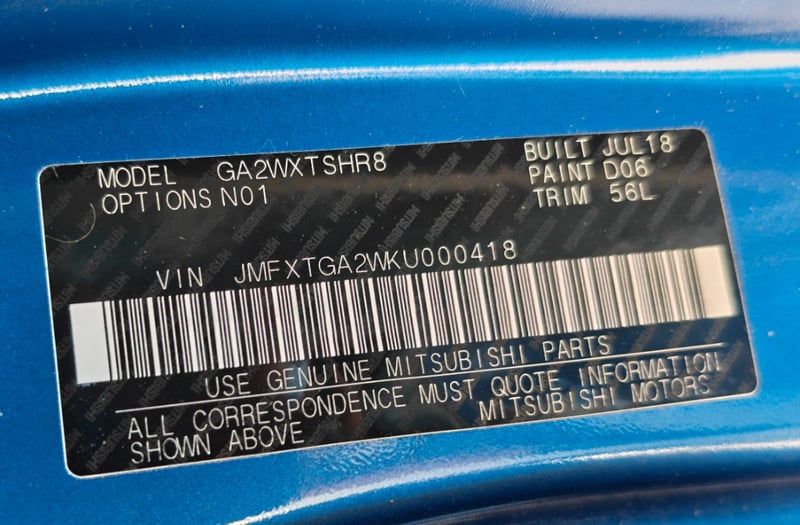 MODEL GA2WXTSHR8 BUILT JUL18
OPTIONS N01 PAINT D06
TRIM 56L
VIN JMFXTGA2WKU000418
USE GENUINE MITSUBISHI PARTS
ALL CORRESPONDENCE MUST QUOTE INFORMATION
SHOWN ABOVE MITSUBISHI MOTORS